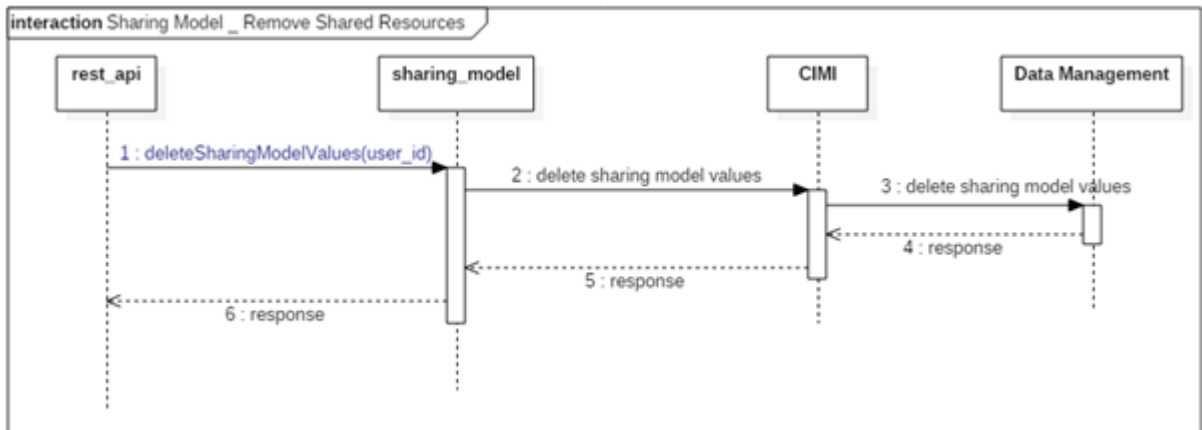 interaction Sharing Model _ Remove Shared Resources
rest_api
sharing_model
CIMI
Data Management
1 : deleteSharingModelValues(user_id)
2 : delete sharing model values
3 : delete sharing model values
4 : response
5 : response
6 : response